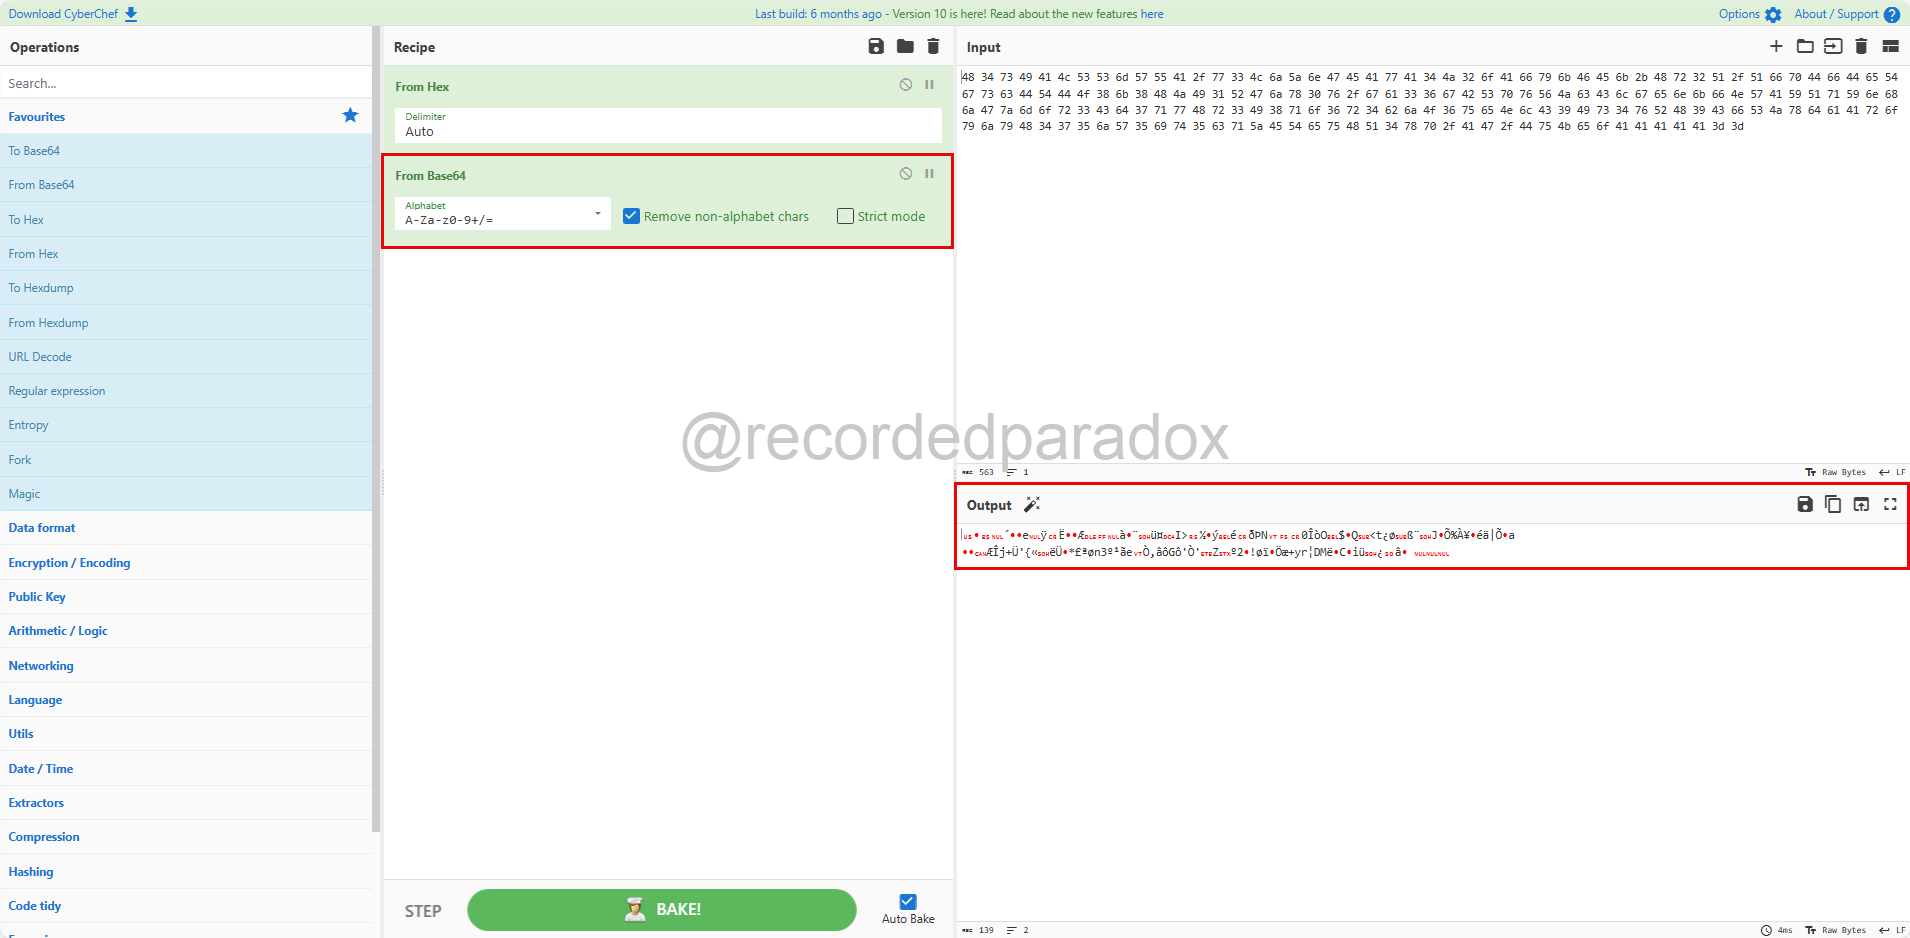 Download CyberChef
Last build: 6 months ago - Version 10 is here! Read about the new features here
Options
About / Support
Operations
Search...
Favourites
To Base64
From Base64
To Hex
From Hex
To Hexdump
From Hexdump
URL Decode
Regular expression
Entropy
Fork
Magic
Data format
Encryption / Encoding
Public Key
Arithmetic / Logic
Networking
Language
Utils
Date / Time
Extractors
Compression
Hashing
Code tidy
Recipe
From Hex
Delimiter
Auto
From Base64
Alphabet
A-Za-z0-9+/=
Remove non-alphabet chars
Strict mode
STEP
BAKE!
Auto Bake
Input
48 34 73 49 41 4c 53 53 6d 57 55 41 2f 77 33 4c 6a 5a 6e 47 45 41 77 41 34 4a 32 6f 41 66 79 6b 46 45 6b 2b 48 72 32 51 2f 51 66 70 44 66 44 65 54
67 73 63 44 54 44 4f 38 6b 38 48 4a 49 31 52 47 6a 78 30 76 2f 67 61 33 36 67 42 53 70 76 56 4a 63 43 6c 67 65 6e 6b 66 4e 57 41 59 51 71 59 6e 68
6a 47 7a 6d 6f 72 33 43 64 37 71 77 48 72 33 49 38 71 6f 36 72 34 62 6a 4f 36 75 65 4e 6c 43 39 49 73 34 76 52 48 39 43 66 53 4a 78 64 61 41 72 6f
79 6a 79 48 34 37 35 6a 57 35 69 74 35 63 71 5a 45 54 65 75 48 51 34 78 70 2f 41 47 2f 44 75 4b 65 6f 41 41 41 41 41 3d 3d
@recordedparadox
REC 563 1
Raw Bytes LF
Output
REC 139 2
4ms Raw Bytes LF